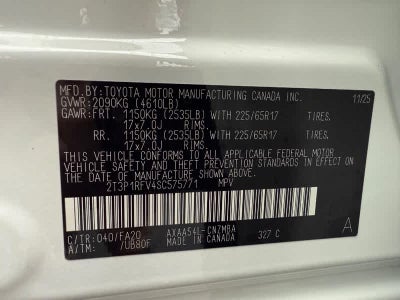 MFD.BY: TOYOTA MOTOR MANUFACTURING CANADA INC. 11/25
GVWR: 2090KG (4610LB)
GAWR: FRT. 1150KG (2535LB) WITH 225/65R17 TIRES.
17x7.0J RIMS.
RR. 1150KG (2535LB) WITH 225/65R17 TIRES.
17x7.0J RIMS.
THIS VEHICLE CONFORMS TO ALL APPLICABLE FEDERAL MOTOR
VEHICLE SAFETY, BUMPER, AND THEFT PREVENTION STANDARDS
IN EFFECT ON THE DATE OF MANUFACTURE SHOWN ABOVE.
2T3P1RFV4SC575771 MPV
C/TR: 040/FA20 AXAA54L-CNZMBA 327 C A
A/TM: /UB80F MADE IN CANADA